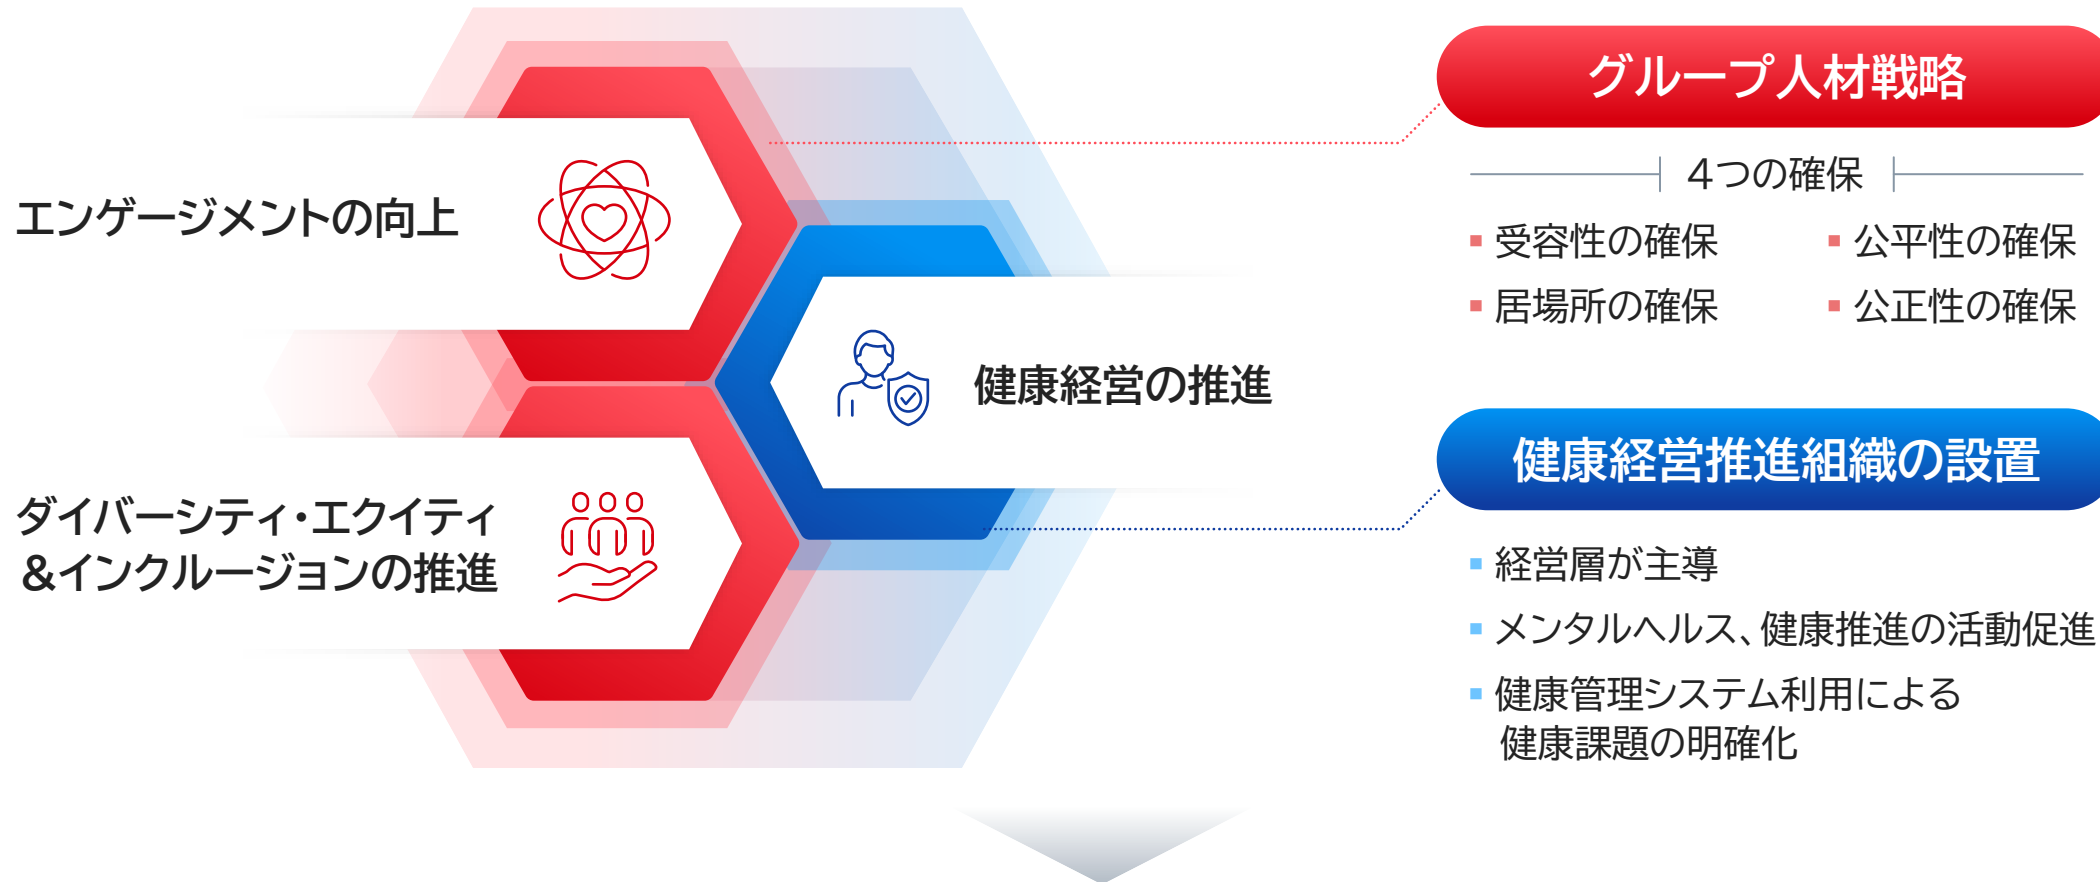 エンゲージメントの向上
ダイバーシティ・エクイティ
&インクルージョンの推進
健康経営の推進
グループ人材戦略
4つの確保
受容性の確保
公平性の確保
居場所の確保
公正性の確保
健康経営推進組織の設置
経営層が主導
メンタルヘルス、健康推進の活動促進
健康管理システム利用による
健康課題の明確化